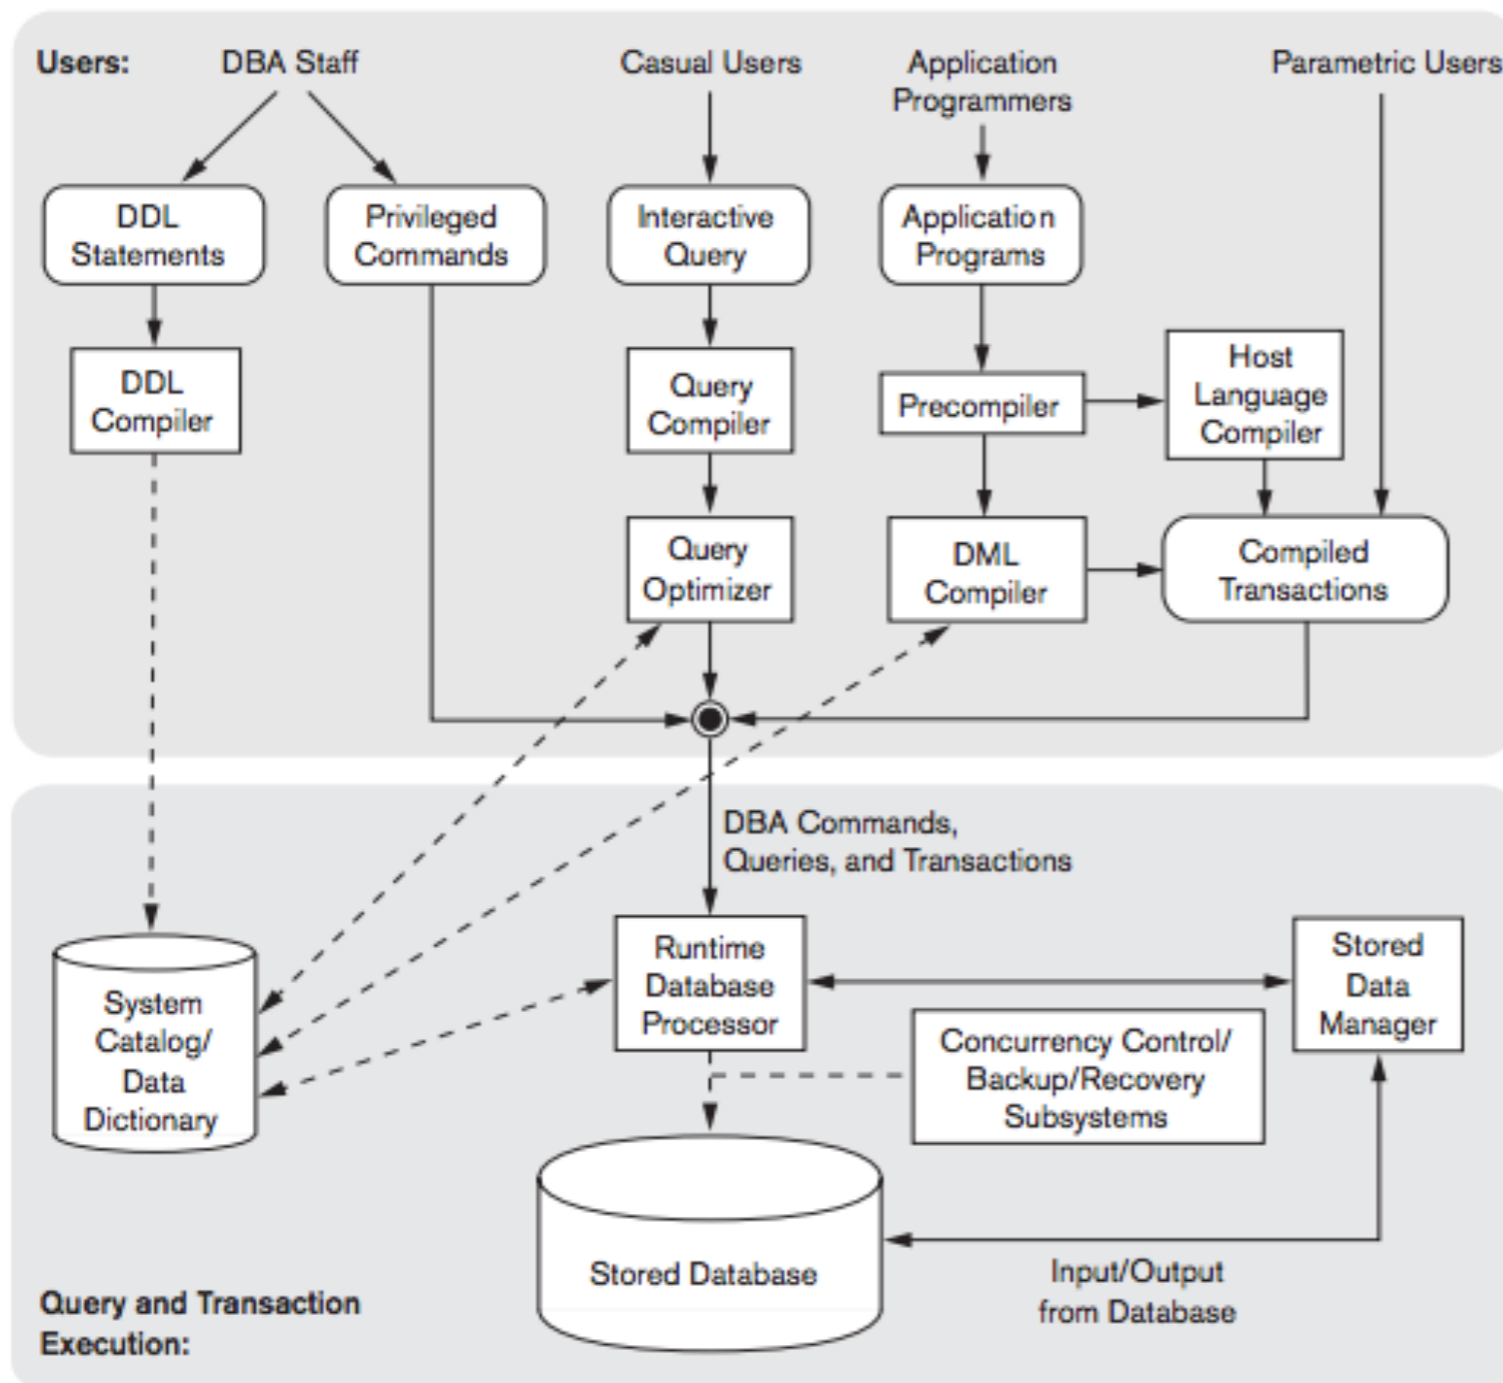 Users:
DBA Staff
Casual Users
Application
Programmers
Parametric Users
DDL
Statements
Privileged
Commands
Interactive
Query
Application
Programs
DDL
Compiler
Query
Compiler
Precompiler
Host
Language
Compiler
Query
Optimizer
DML
Compiler
Compiled
Transactions
DBA Commands,
Queries, and Transactions
System
Catalog/
Data
Dictionary
Runtime
Database
Processor
Stored
Data
Manager
Concurrency Control/
Backup/Recovery
Subsystems
Stored Database
Input/Output
from Database
Query and Transaction
Execution: